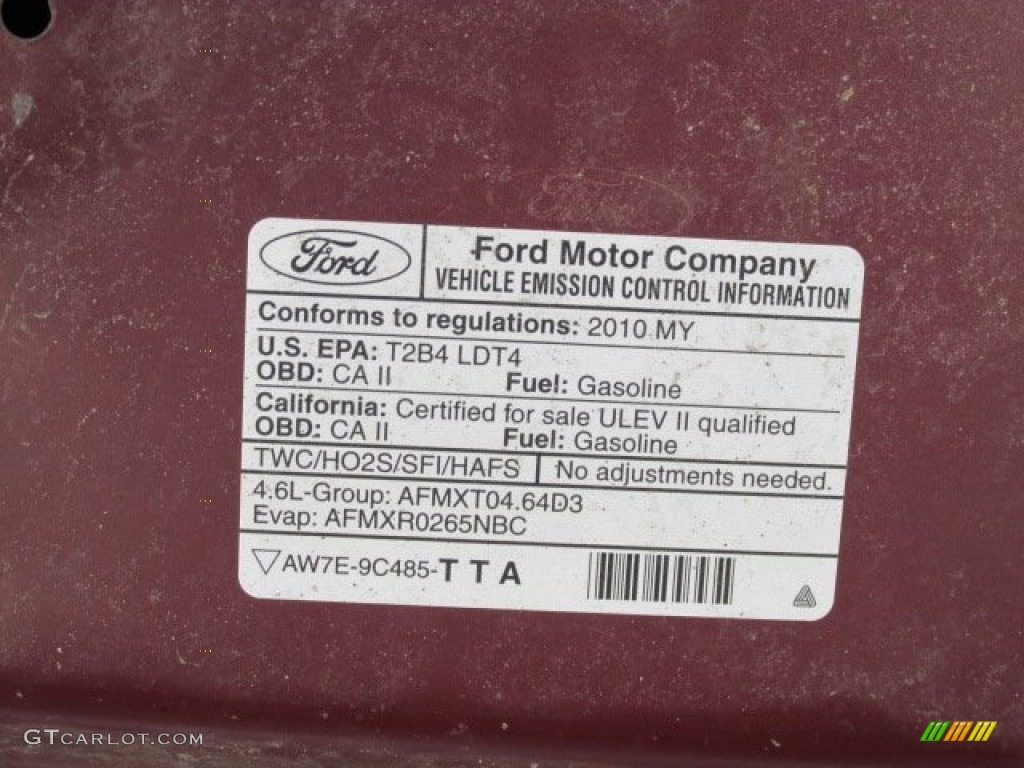 Ford
Ford Motor Company
VEHICLE EMISSION CONTROL INFORMATION
Conforms to regulations: 2010 MY
U.S. EPA: T2B4 LDT4
OBD: CA II Fuel: Gasoline
California: Certified for sale ULEV II qualified
OBD: CA II Fuel: Gasoline
TWC/HO2S/SFI/HAFS No adjustments needed.
4.6L-Group: AFMXT04.64D3
Evap: AFMXR0265NBC
AW7E-9C485-T T A
GTCARLOT.COM